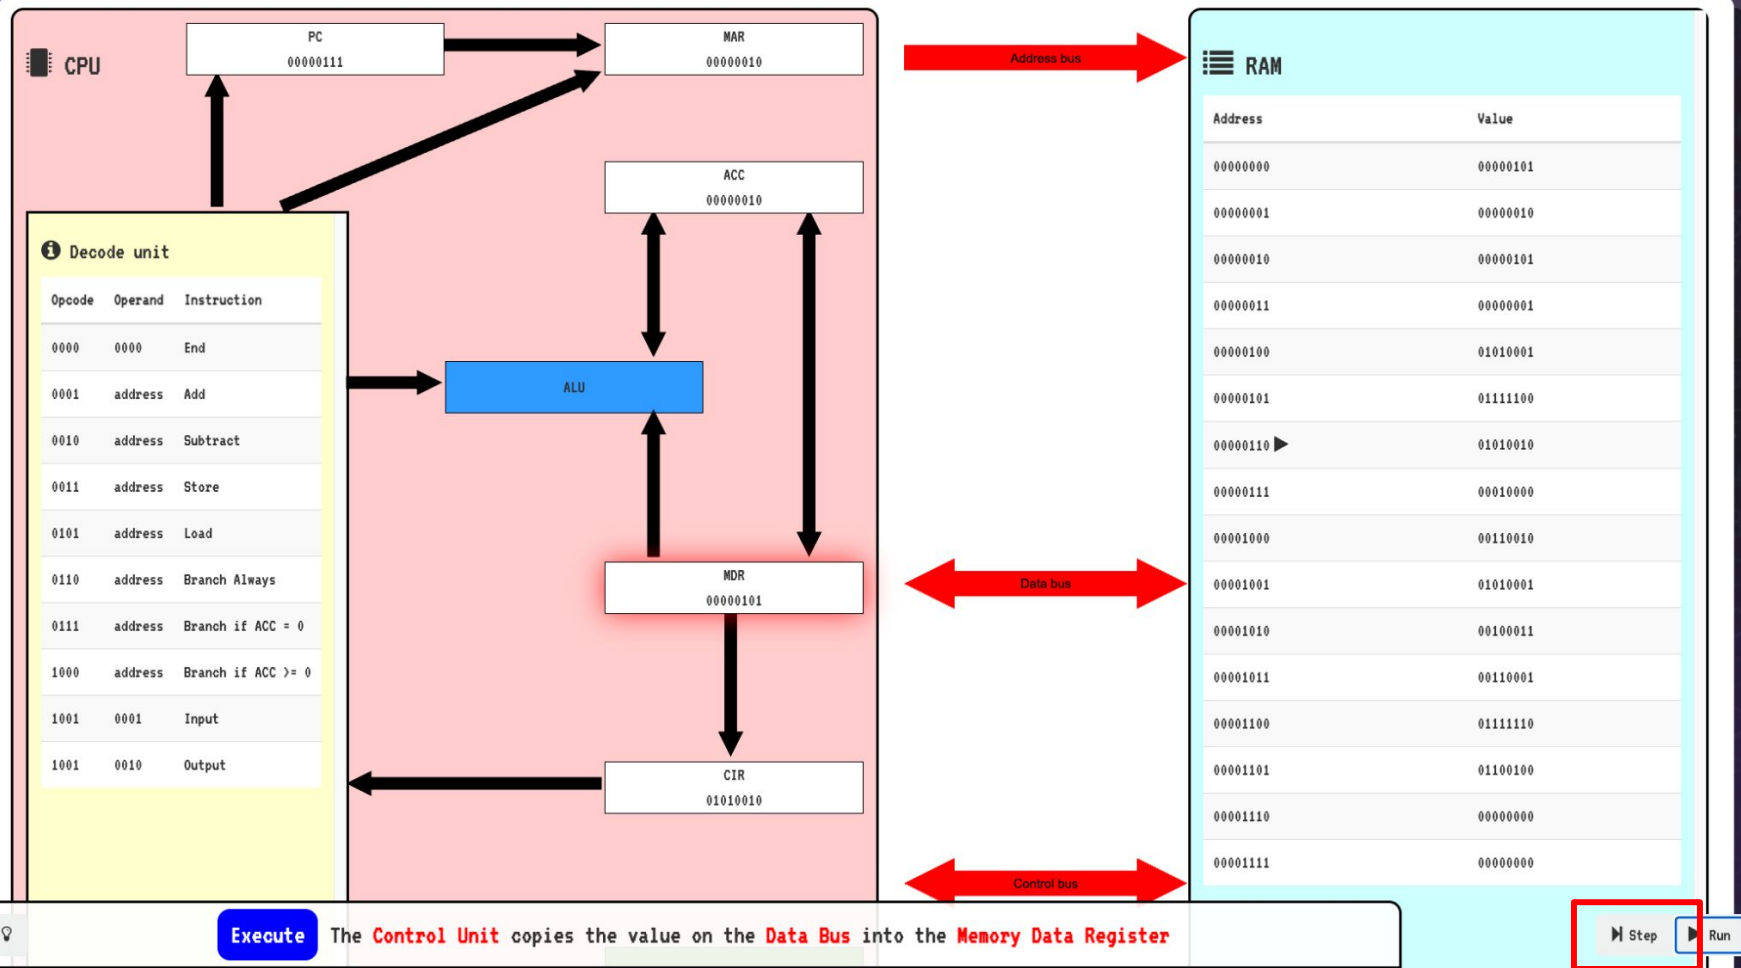 CPU
PC
00000111
MAR
00000010
ACC
00000010
Decode unit
Opcode Operand Instruction
0000 0000 End
0001 address Add
0010 address Subtract
0011 address Store
0101 address Load
0110 address Branch Always
0111 address Branch if ACC = 0
1000 address Branch if ACC >= 0
1001 0001 Input
1001 0010 Output
ALU
MDR
00000101
CIR
01010010
Address bus
Data bus
Control bus
RAM
Address Value
00000000 00000101
00000001 00000010
00000010 00000101
00000011 00000001
00000100 01010001
00000101 01111100
00000110 01010010
00000111 00010000
00001000 00110010
00001001 01010001
00001010 00100011
00001011 00110001
00001100 01111110
00001101 01100100
00001110 00000000
00001111 00000000
Execute The Control Unit copies the value on the Data Bus into the Memory Data Register
Step Run